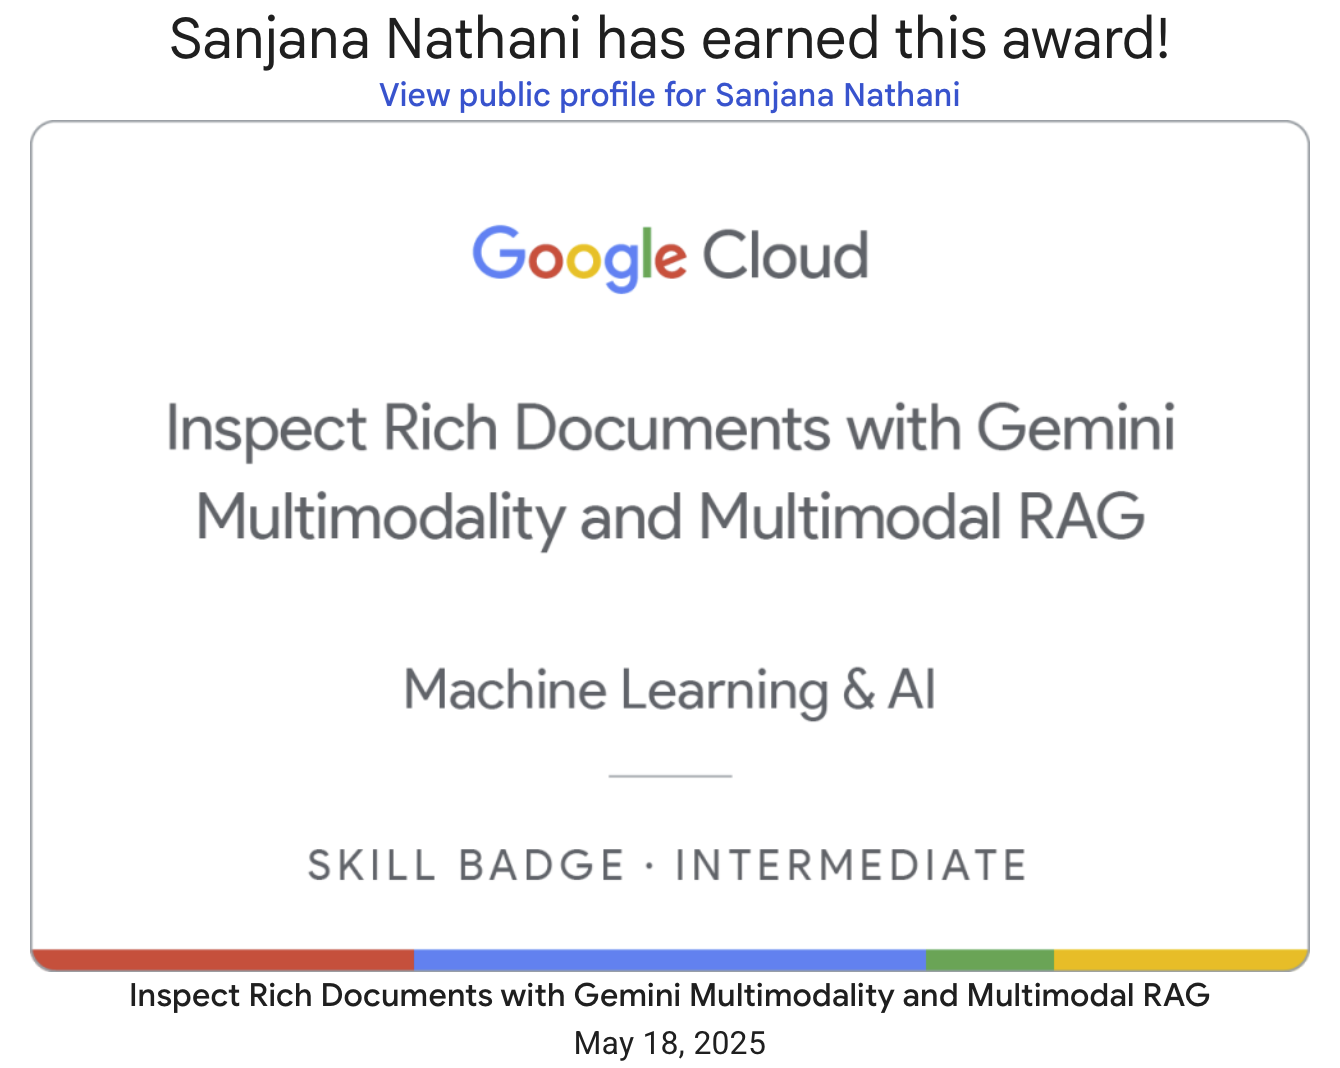 Sanjana Nathani has earned this award!
View public profile for Sanjana Nathani
Google Cloud
Inspect Rich Documents with Gemini
Multimodality and Multimodal RAG
Machine Learning & AI
SKILL BADGE · INTERMEDIATE
Inspect Rich Documents with Gemini Multimodality and Multimodal RAG
May 18, 2025